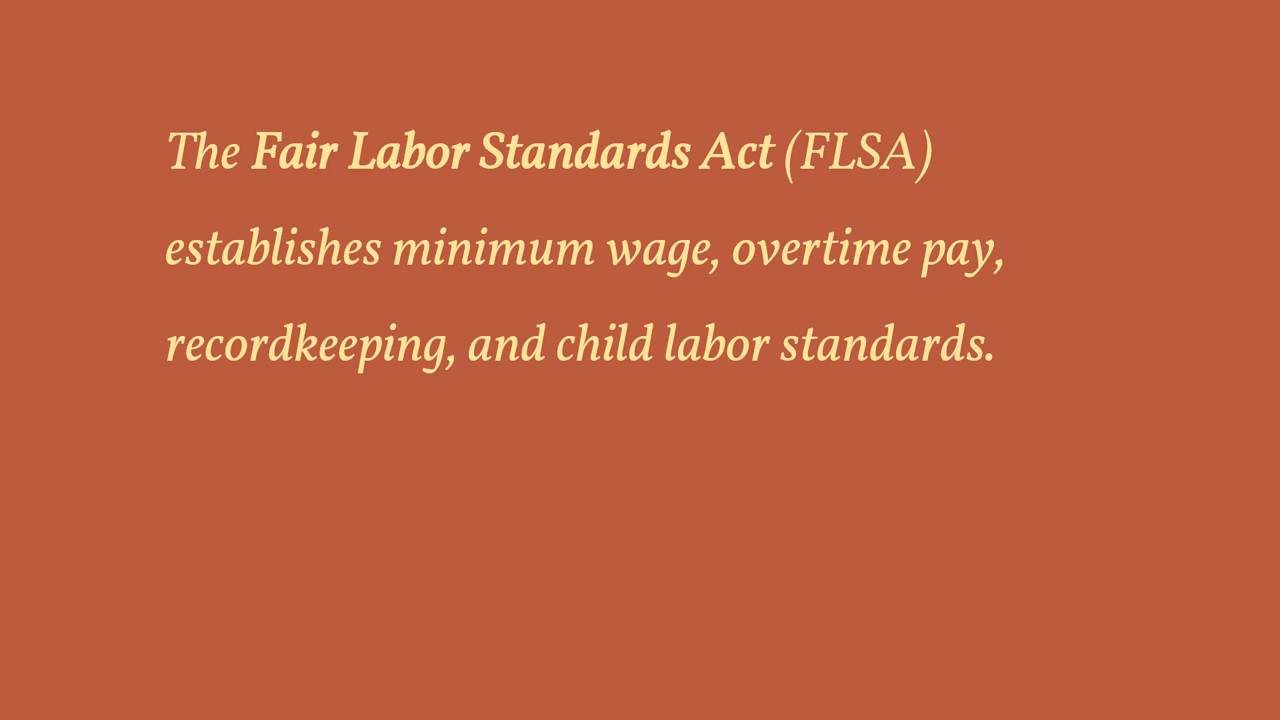 The Fair Labor Standards Act (FLSA)
establishes minimum wage, overtime pay,
recordkeeping, and child labor standards.